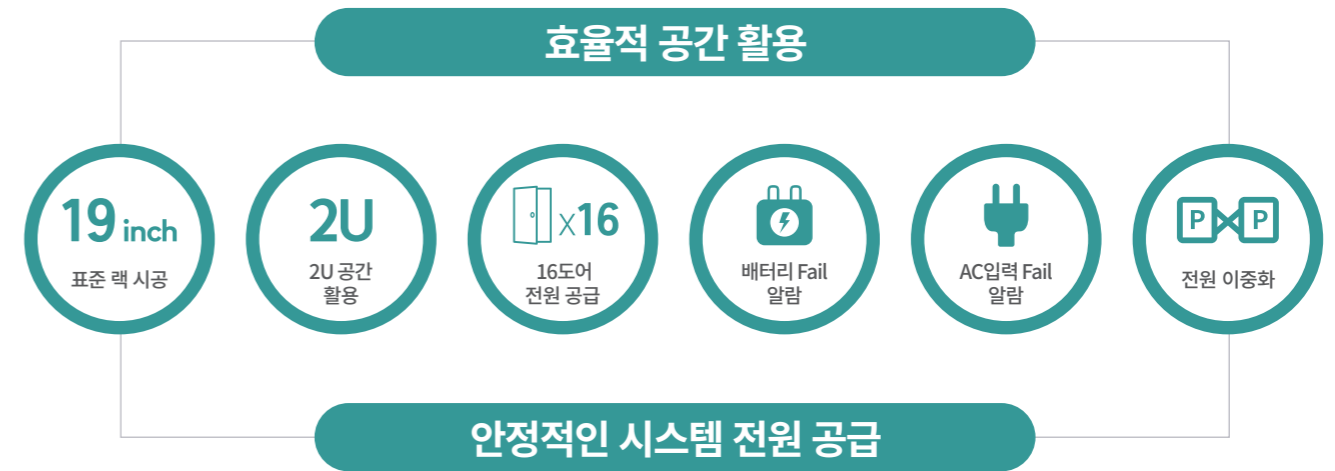 효율적 공간 활용
19 inch
표준 랙 시공
2U
2U 공간
활용
x16
16도어
전원 공급
배터리 Fail
알람
AC입력 Fail
알람
P P
전원 이중화
안정적인 시스템 전원 공급